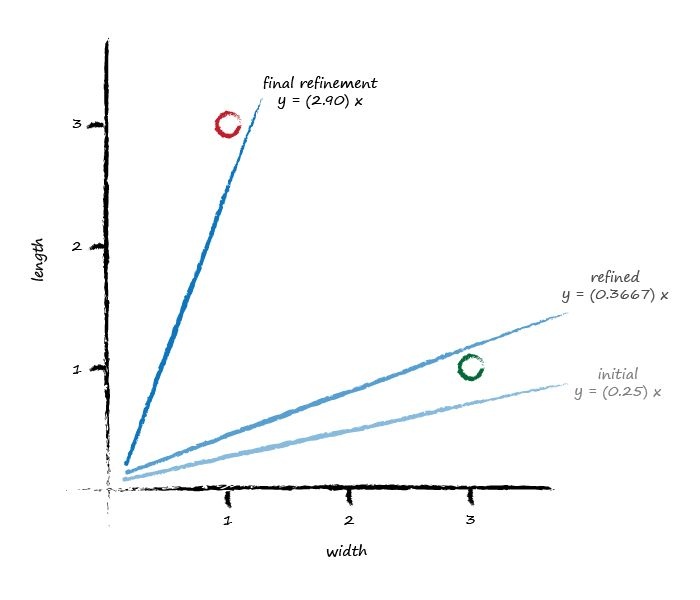 final refinement
y = (2.90) x
3
length
2
refined
y = (0.3667) x
1
initial
y = (0.25) x
1
2
3
width